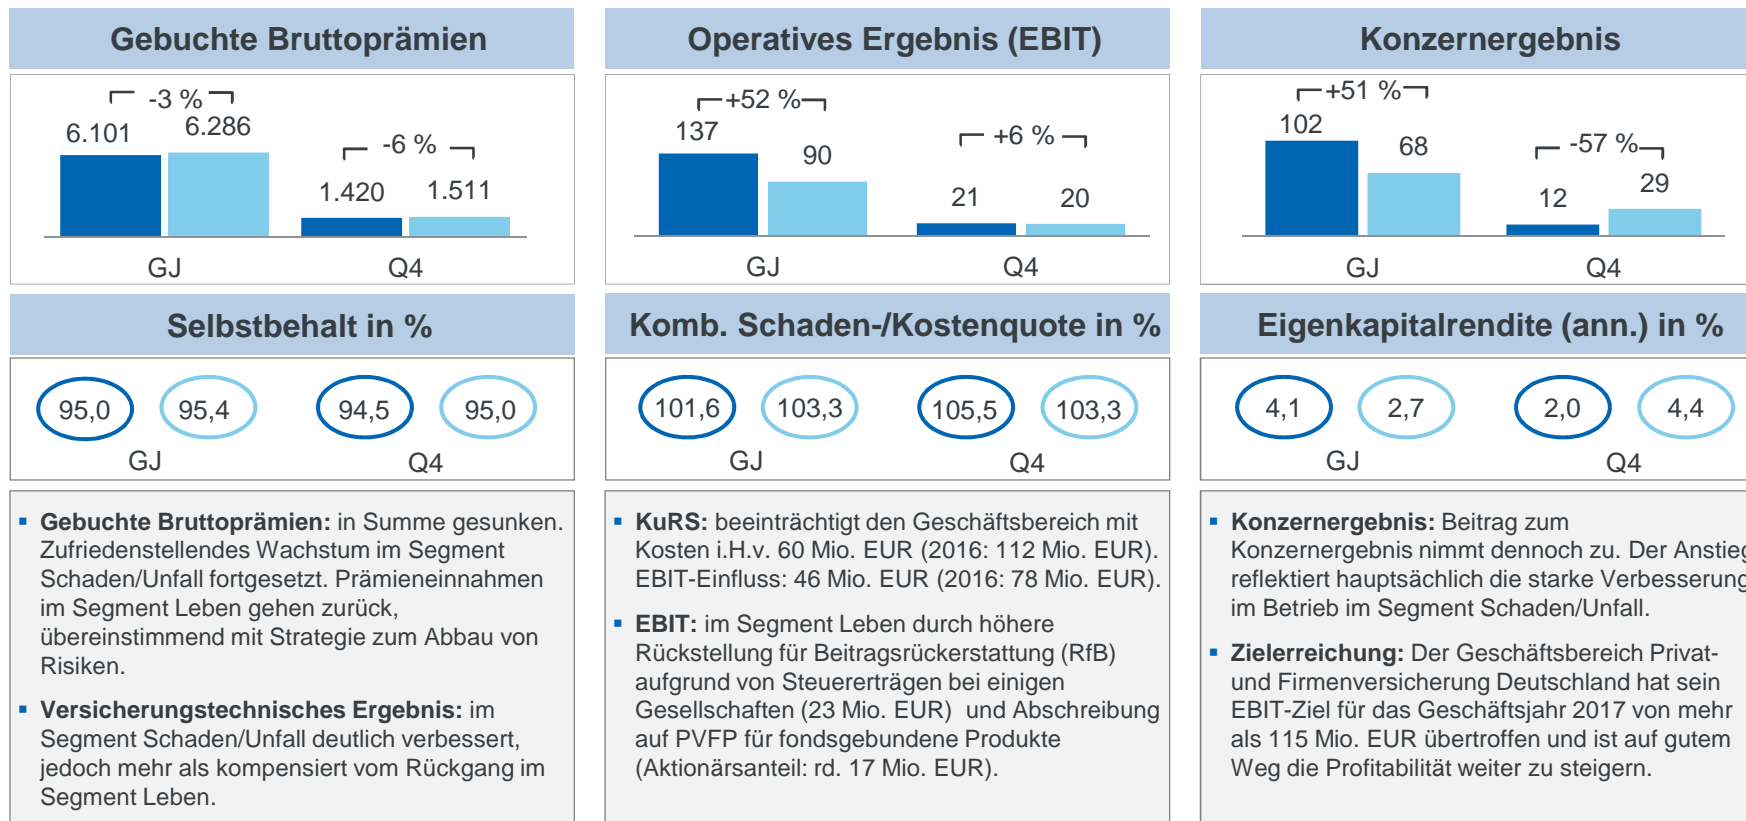 Gebuchte Bruttoprämien
-3 %
6.101
6.286
-6 %
1.420
1.511
GJ
Q4
Operatives Ergebnis (EBIT)
+52 %
137
90
+6 %
21
20
GJ
Q4
Konzernergebnis
+51 %
102
68
-57 %
12
29
GJ
Q4
Selbstbehalt in %
95,0
95,4
94,5
95,0
GJ
Q4
Komb. Schaden-/Kostenquote in %
101,6
103,3
105,5
103,3
GJ
Q4
Eigenkapitalrendite (ann.) in %
4,1
2,7
2,0
4,4
GJ
Q4
▪ Gebuchte Bruttoprämien: in Summe gesunken.
Zufriedenstellendes Wachstum im Segment
Schaden/Unfall fortgesetzt. Prämieneinnahmen
im Segment Leben gehen zurück,
übereinstimmend mit Strategie zum Abbau von
Risiken.
▪ Versicherungstechnisches Ergebnis: im
Segment Schaden/Unfall deutlich verbessert,
jedoch mehr als kompensiert vom Rückgang im
Segment Leben.
▪ KuRS: beeinträchtigt den Geschäftsbereich mit
Kosten i.H.v. 60 Mio. EUR (2016: 112 Mio. EUR).
EBIT-Einfluss: 46 Mio. EUR (2016: 78 Mio. EUR).
▪ EBIT: im Segment Leben durch höhere
Rückstellung für Beitragsrückerstattung (RfB)
aufgrund von Steuererträgen bei einigen
Gesellschaften (23 Mio. EUR) und Abschreibung
auf PVFP für fondsgebundene Produkte
(Aktionärsanteil: rd. 17 Mio. EUR).
▪ Konzernergebnis: Beitrag zum
Konzernergebnis nimmt dennoch zu. Der Anstieg
reflektiert hauptsächlich die starke Verbesserung
im Betrieb im Segment Schaden/Unfall.
▪ Zielerreichung: Der Geschäftsbereich Privat-
und Firmenversicherung Deutschland hat sein
EBIT-Ziel für das Geschäftsjahr 2017 von mehr
als 115 Mio. EUR übertroffen und ist auf gutem
Weg die Profitabilität weiter zu steigern.